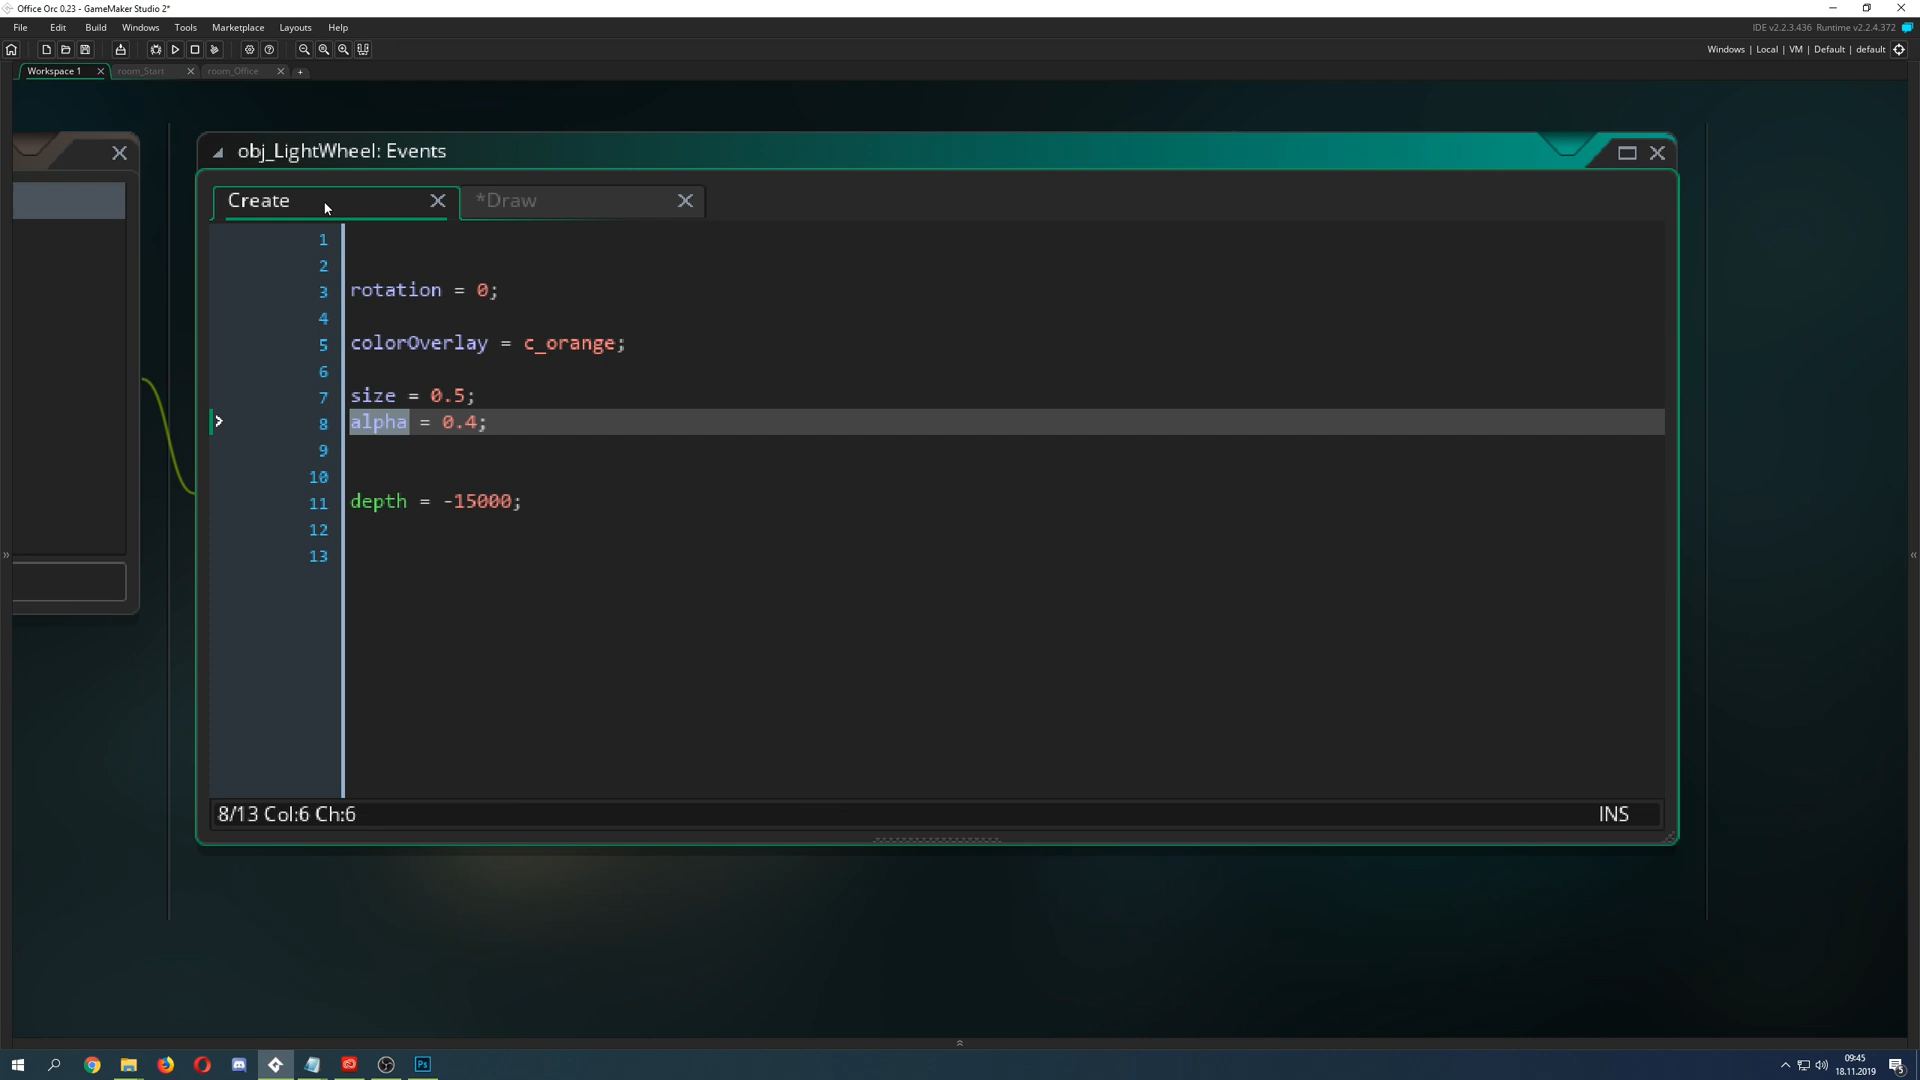 Office Orc 0.23 - GameMaker Studio 2*
File Edit Build Windows Tools Marketplace Layouts Help
IDE v2.2.3.436 Runtime v2.2.4.372
Windows | Local | VM | Default | default
Workspace 1 room_Start room_Office +
obj_LightWheel: Events
Create *Draw
1
2
3 rotation = 0;
4
5 colorOverlay = c_orange;
6
7 size = 0.5;
8 alpha = 0.4;
9
10
11 depth = -15000;
12
13
8/13 Col:6 Ch:6 INS
Ps
09:45
18.11.2019
5